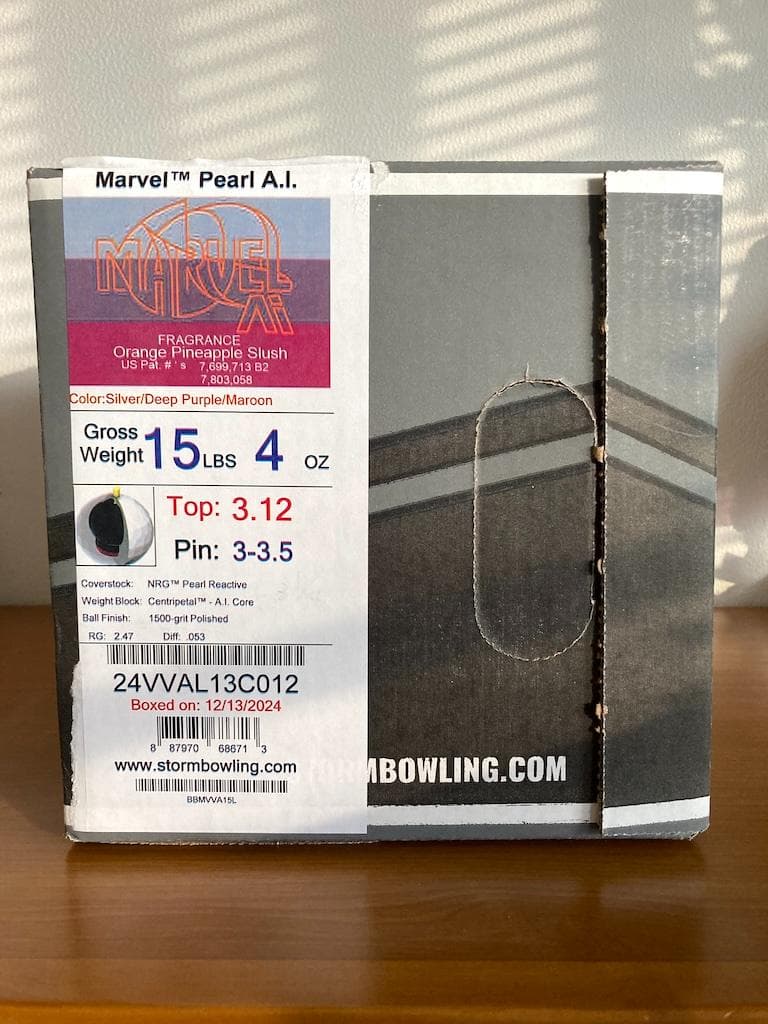 Marvel™ Pearl A.I.
MARVEL
Ai
FRAGRANCE
Orange Pineapple Slush
US Pat. # ' s 7,699,713 B2
7,803,058
Color:Silver/Deep Purple/Maroon
Gross Weight 15 LBS 4 OZ
Top: 3.12
Pin: 3-3.5
Coverstock: NRG™ Pearl Reactive
Weight Block: Centripetal™ - A.I. Core
Ball Finish: 1500-grit Polished
RG: 2.47 Diff: .053
24VVAL13C012
Boxed on: 12/13/2024
8 87970 68671 3
www.stormbowling.com
BBMVVA15L
STORMBOWLING.COM